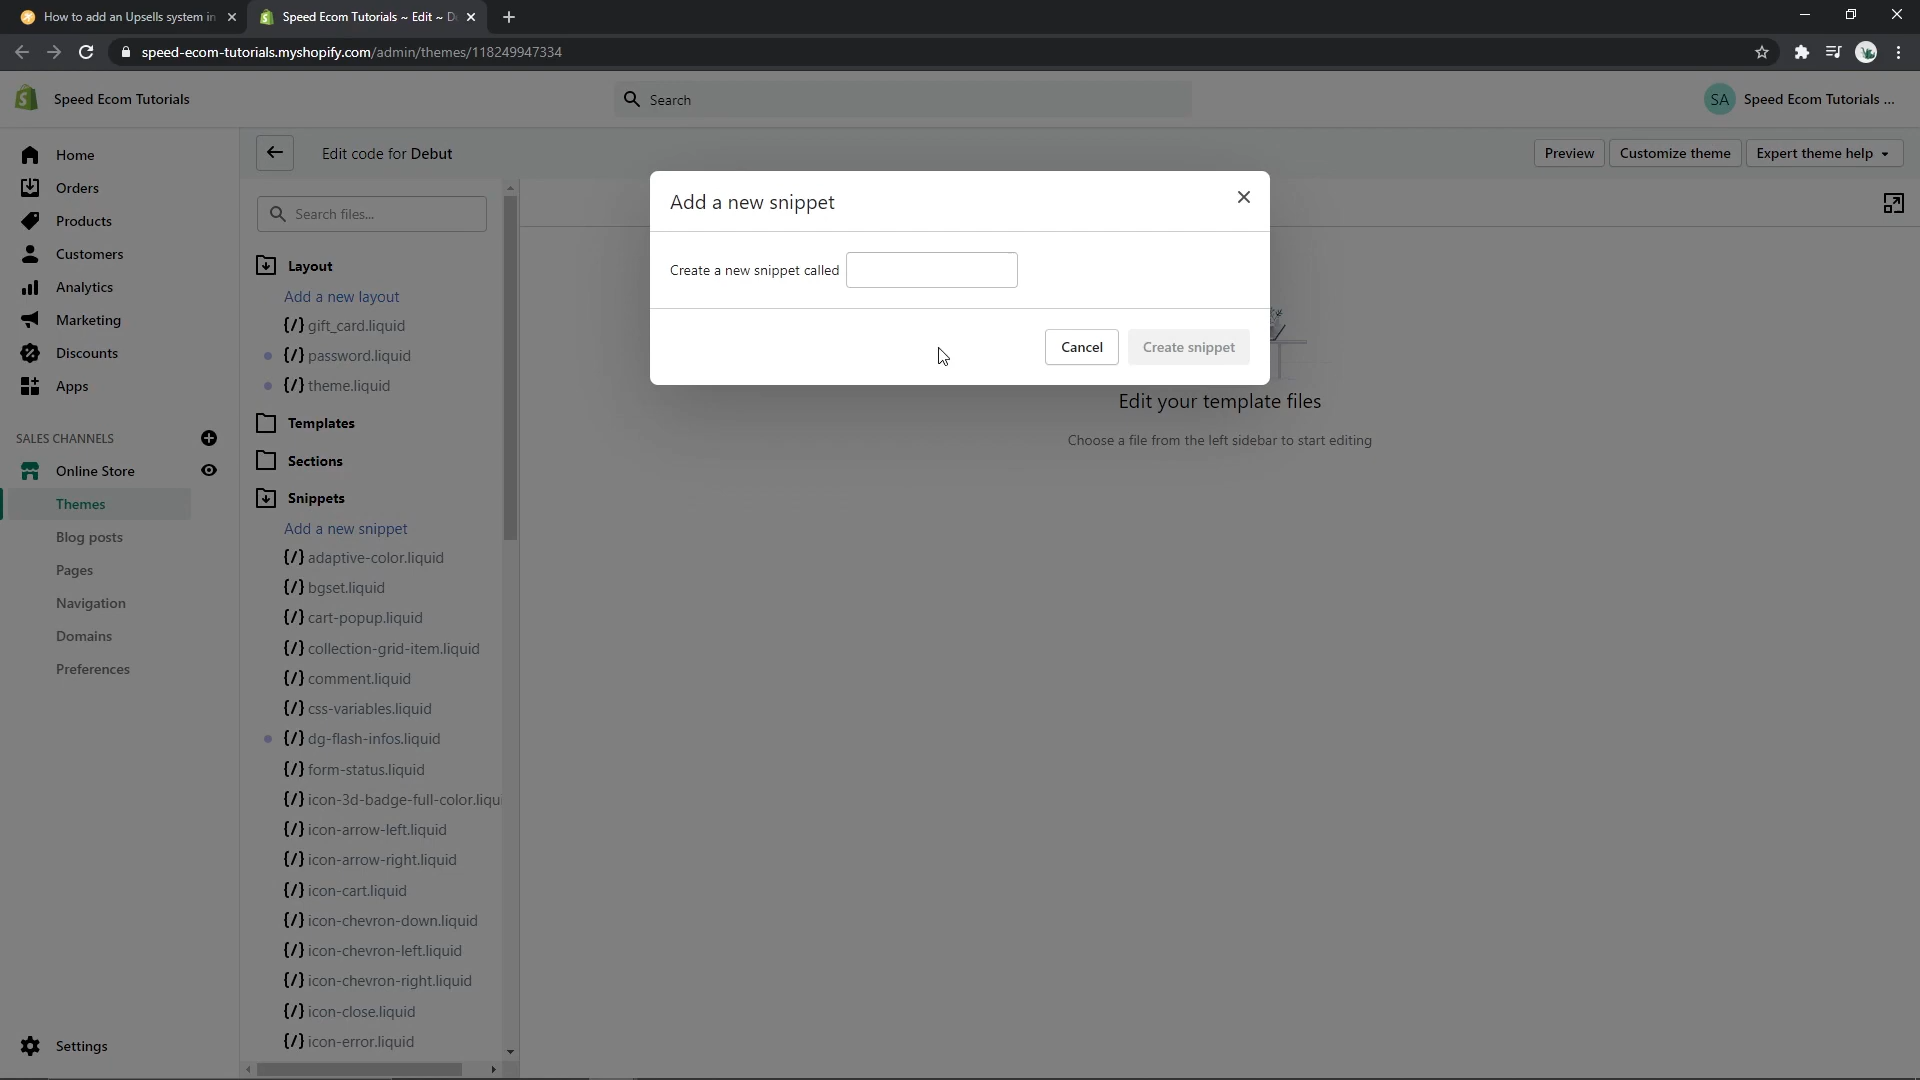 How to add an Upsells system in
Speed Ecom Tutorials ~ Edit ~ De
speed-ecom-tutorials.myshopify.com/admin/themes/118249947334
Speed Ecom Tutorials
Search
SA
Speed Ecom Tutorials ...
Home
Orders
Products
Customers
Analytics
Marketing
Discounts
Apps
SALES CHANNELS
Online Store
Themes
Blog posts
Pages
Navigation
Domains
Preferences
Settings
Edit code for Debut
Preview
Customize theme
Expert theme help
Search files...
Layout
Add a new layout
{/} gift_card.liquid
{/} password.liquid
{/} theme.liquid
Templates
Sections
Snippets
Add a new snippet
{/} adaptive-color.liquid
{/} bgset.liquid
{/} cart-popup.liquid
{/} collection-grid-item.liquid
{/} comment.liquid
{/} css-variables.liquid
{/} dg-flash-infos.liquid
{/} form-status.liquid
{/} icon-3d-badge-full-color.liqu
{/} icon-arrow-left.liquid
{/} icon-arrow-right.liquid
{/} icon-cart.liquid
{/} icon-chevron-down.liquid
{/} icon-chevron-left.liquid
{/} icon-chevron-right.liquid
{/} icon-close.liquid
{/} icon-error.liquid
Add a new snippet
Create a new snippet called
Cancel
Create snippet
Edit your template files
Choose a file from the left sidebar to start editing